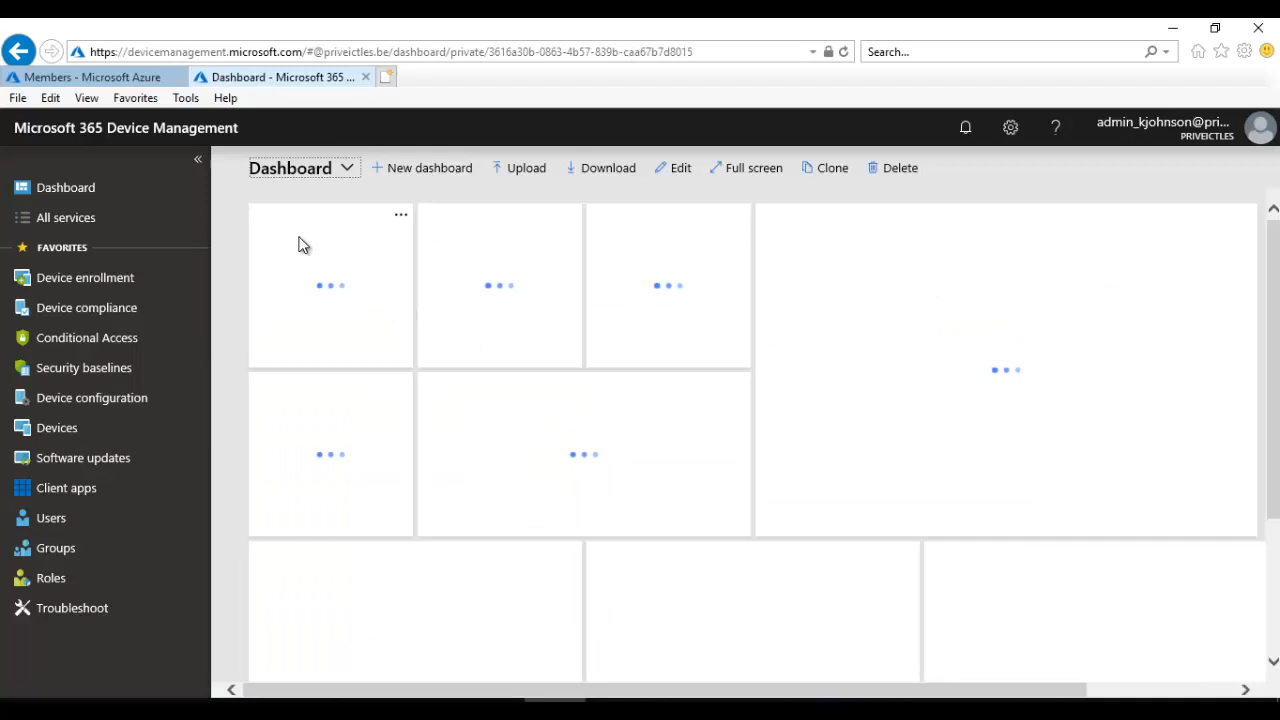 https://devicemanagement.microsoft.com/#@priveictles.be/dashboard/private/3616a30b-0863-4b57-839b-caa67b7d8015
Search...
Members - Microsoft Azure
Dashboard - Microsoft 365 ...
File Edit View Favorites Tools Help
Microsoft 365 Device Management
admin_kjohnson@pri...
PRIVEICTLES
Dashboard
New dashboard
Upload
Download
Edit
Full screen
Clone
Delete
Dashboard
All services
FAVORITES
Device enrollment
Device compliance
Conditional Access
Security baselines
Device configuration
Devices
Software updates
Client apps
Users
Groups
Roles
Troubleshoot